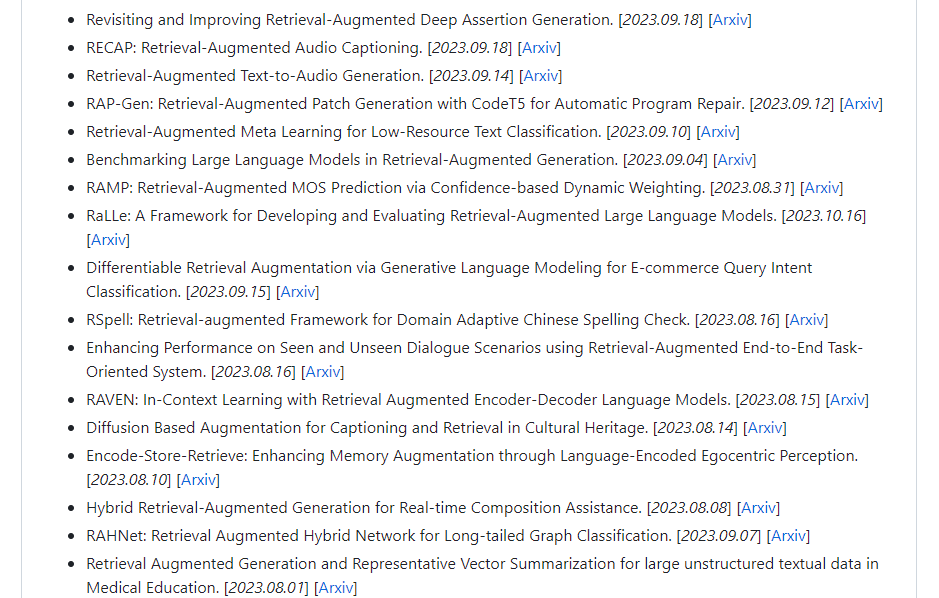 • Revisiting and Improving Retrieval-Augmented Deep Assertion Generation. [2023.09.18] [Arxiv]
• RECAP: Retrieval-Augmented Audio Captioning. [2023.09.18] [Arxiv]
• Retrieval-Augmented Text-to-Audio Generation. [2023.09.14] [Arxiv]
• RAP-Gen: Retrieval-Augmented Patch Generation with CodeT5 for Automatic Program Repair. [2023.09.12] [Arxiv]
• Retrieval-Augmented Meta Learning for Low-Resource Text Classification. [2023.09.10] [Arxiv]
• Benchmarking Large Language Models in Retrieval-Augmented Generation. [2023.09.04] [Arxiv]
• RAMP: Retrieval-Augmented MOS Prediction via Confidence-based Dynamic Weighting. [2023.08.31] [Arxiv]
• RaLLe: A Framework for Developing and Evaluating Retrieval-Augmented Large Language Models. [2023.10.16]
[Arxiv]
• Differentiable Retrieval Augmentation via Generative Language Modeling for E-commerce Query Intent
Classification. [2023.09.15] [Arxiv]
• RSpell: Retrieval-augmented Framework for Domain Adaptive Chinese Spelling Check. [2023.08.16] [Arxiv]
• Enhancing Performance on Seen and Unseen Dialogue Scenarios using Retrieval-Augmented End-to-End Task-
Oriented System. [2023.08.16] [Arxiv]
• RAVEN: In-Context Learning with Retrieval Augmented Encoder-Decoder Language Models. [2023.08.15] [Arxiv]
• Diffusion Based Augmentation for Captioning and Retrieval in Cultural Heritage. [2023.08.14] [Arxiv]
• Encode-Store-Retrieve: Enhancing Memory Augmentation through Language-Encoded Egocentric Perception.
[2023.08.10] [Arxiv]
• Hybrid Retrieval-Augmented Generation for Real-time Composition Assistance. [2023.08.08] [Arxiv]
• RAHNet: Retrieval Augmented Hybrid Network for Long-tailed Graph Classification. [2023.09.07] [Arxiv]
• Retrieval Augmented Generation and Representative Vector Summarization for large unstructured textual data in
Medical Education. [2023.08.01] [Arxiv]